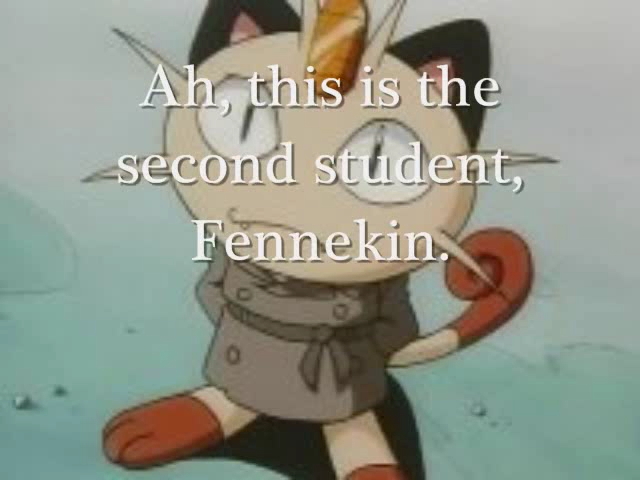 Ah, this is the
second student,
Fennekin.